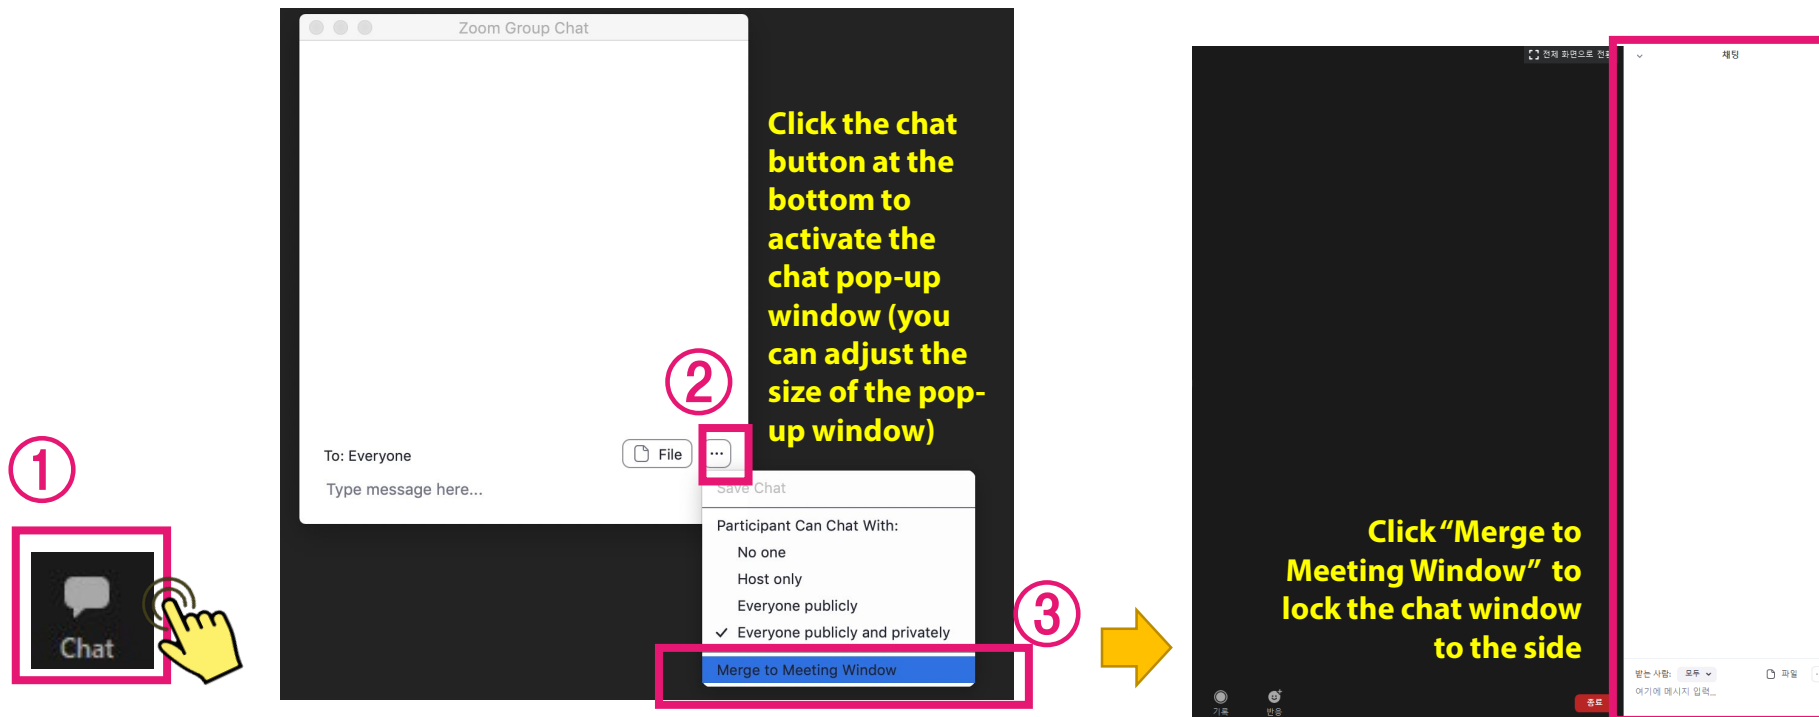 ①
Chat
Zoom Group Chat
To: Everyone
File
...
Type message here...
②
Save Chat
Participant Can Chat With:
No one
Host only
Everyone publicly
✓ Everyone publicly and privately
Merge to Meeting Window
③
Click the chat
button at the
bottom to
activate the
chat pop-up
window (you
can adjust the
size of the pop-
up window)
전체 화면으로 전환
채팅
Click “Merge to
Meeting Window” to
lock the chat window
to the side
받는 사람: 모두
파일
여기에 메시지 입력...
기록
반응
종료